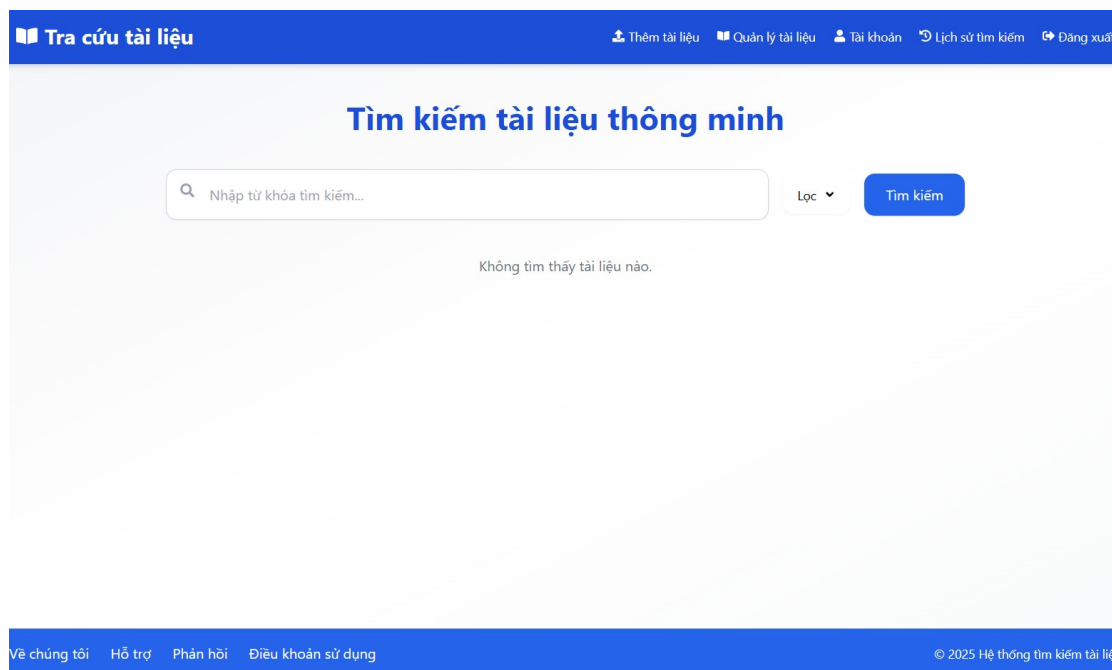 Tra cứu tài liệu
Thêm tài liệu Quản lý tài liệu Tài khoản Lịch sử tìm kiếm Đăng xuất
Tìm kiếm tài liệu thông minh
Nhập từ khóa tìm kiếm... Lọc Tìm kiếm
Không tìm thấy tài liệu nào.
Về chúng tôi Hỗ trợ Phản hồi Điều khoản sử dụng © 2025 Hệ thống tìm kiếm tài